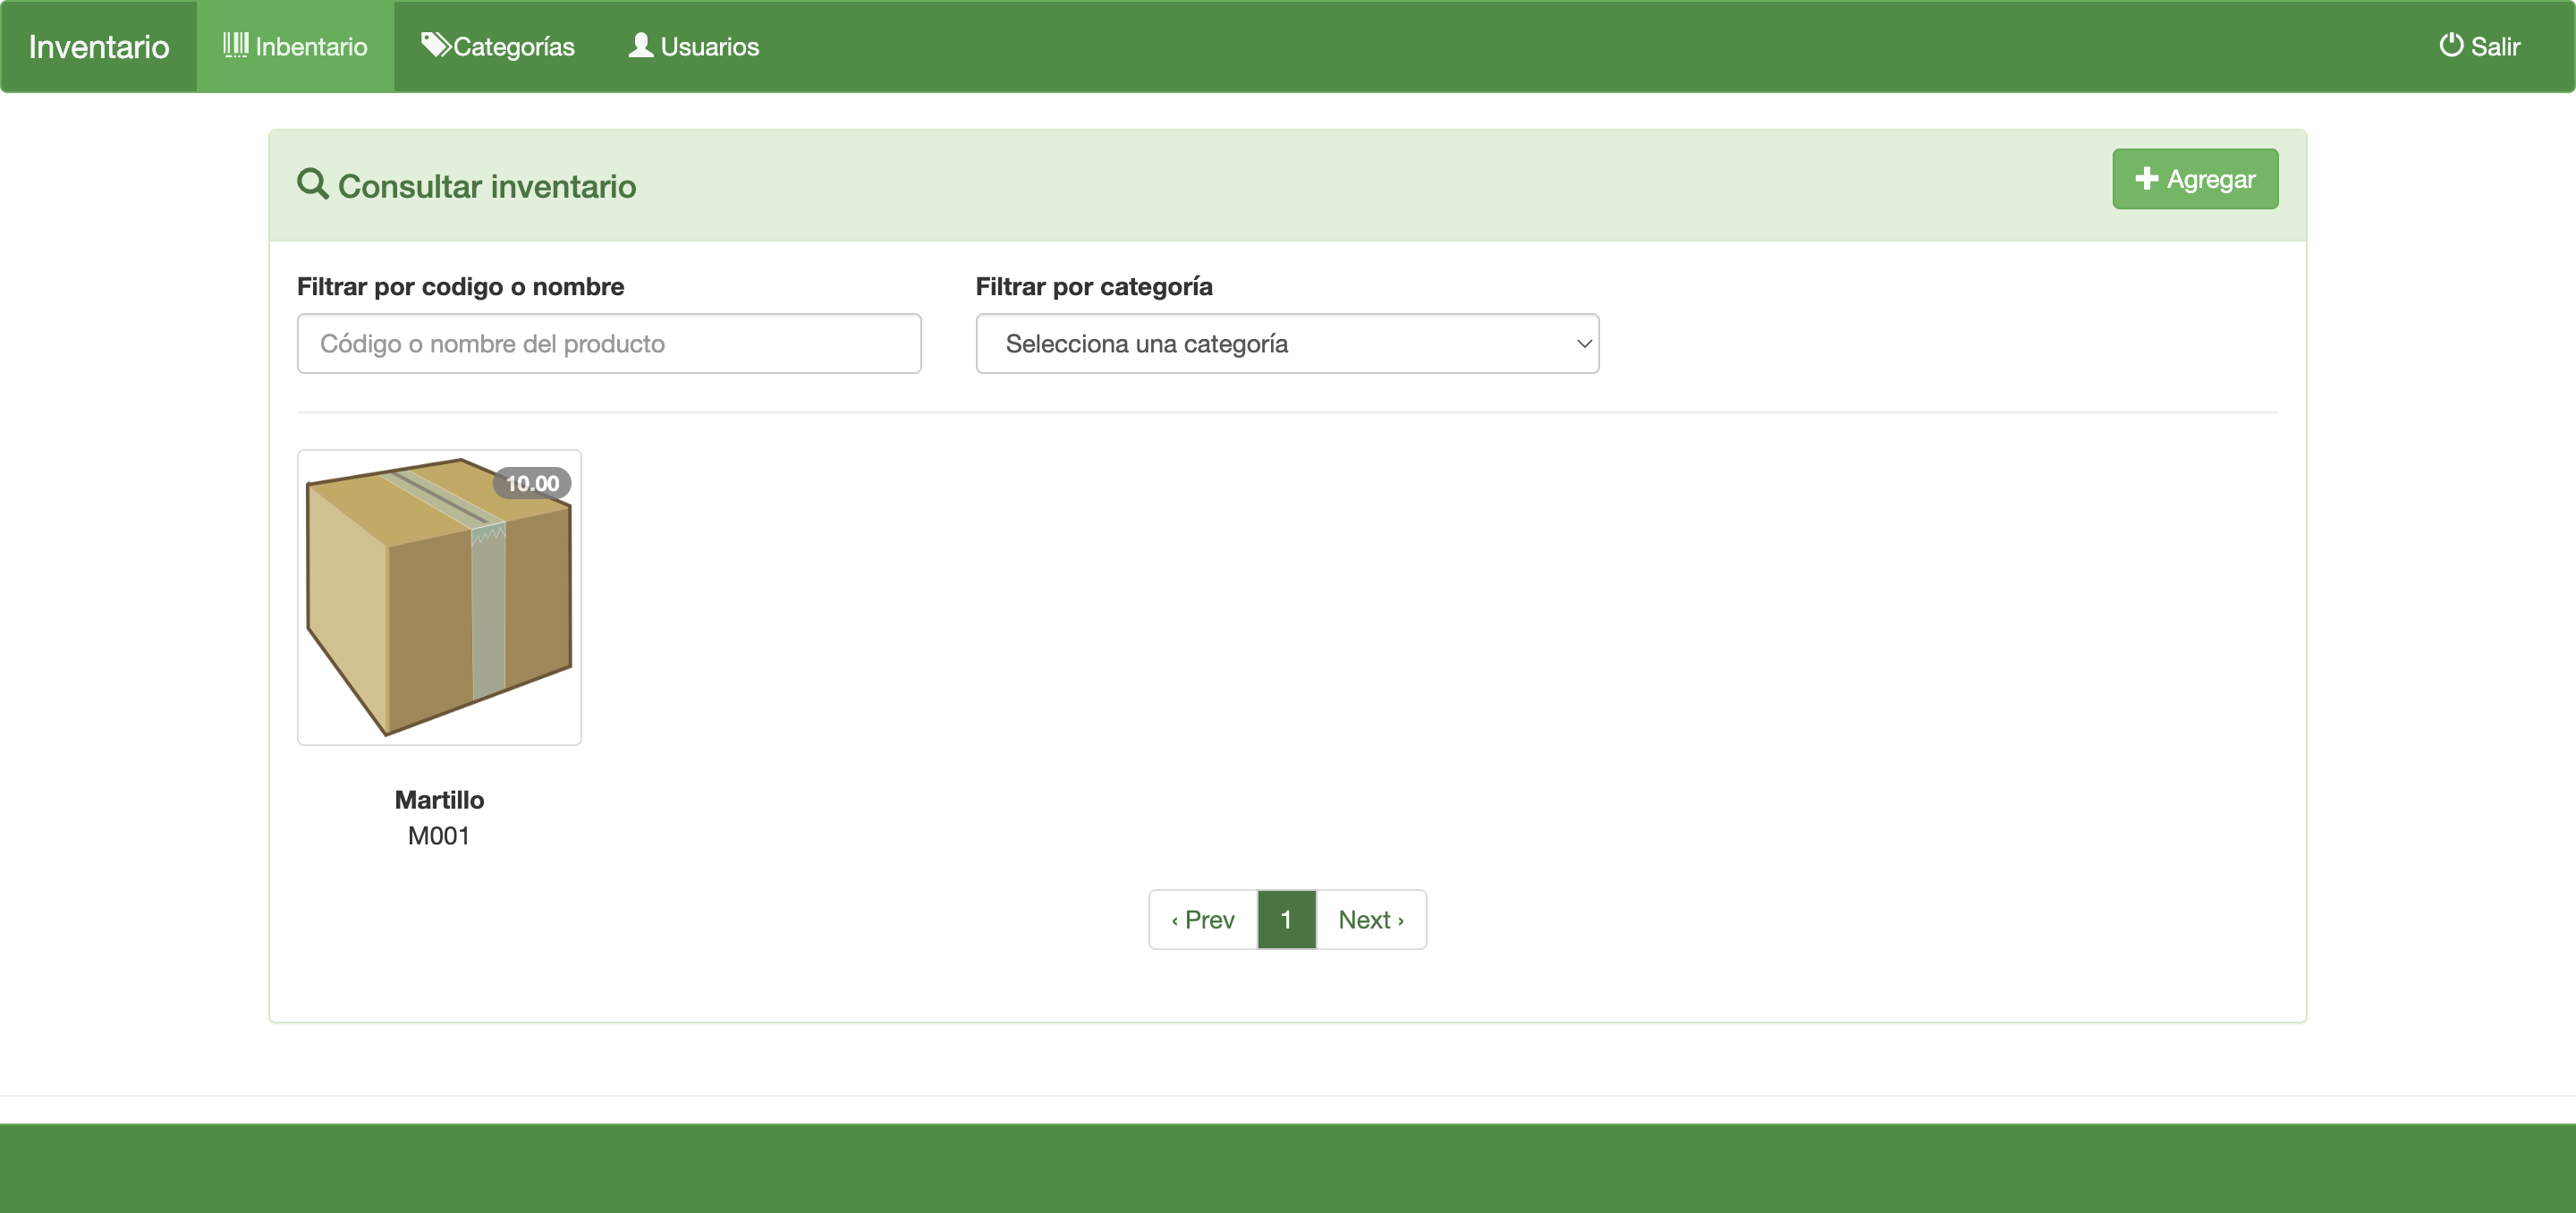 Inventario
Inbentario
Categorías
Usuarios
Salir
Consultar inventario
Agregar
Filtrar por codigo o nombre
Filtrar por categoría
Código o nombre del producto
Selecciona una categoría
10.00
Martillo
M001
‹ Prev
1
Next ›